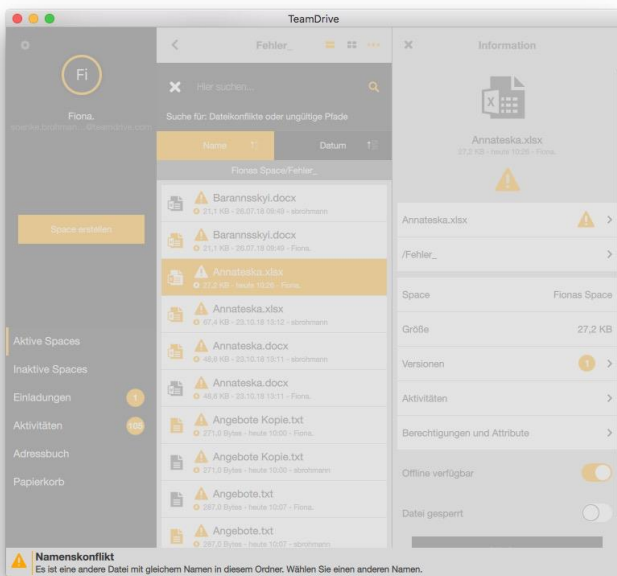 TeamDrive
Fi
Fiona.
Space erstellen
Aktive Spaces
Inaktive Spaces
Einladungen 1
Aktivitäten 105
Adressbuch
Papierkorb
Fehler_
Hier suchen...
Suche für: Dateikonflikte oder ungültige Pfade
Name Datum
Fionas Space/Fehler_
Barannsskyi.docx
21,1 KB - 26.07.18 09:49 - sbrohmann
Barannsskyi.docx
21,1 KB - 26.07.18 09:49 - Fiona.
Annateska.xlsx
27,2 KB - heute 10:26 - Fiona.
Annateska.xlsx
67,4 KB - 23.10.18 13:12 - sbrohmann
Annateska.docx
48,6 KB - 23.10.18 13:11 - sbrohmann
Annateska.docx
48,6 KB - 23.10.18 13:11 - Fiona.
Angebote Kopie.txt
271,0 Bytes - heute 10:00 - Fiona.
Angebote Kopie.txt
271,0 Bytes - heute 10:00 - sbrohmann
Angebote.txt
267,0 Bytes - heute 10:07 - Fiona.
Angebote.txt
267,0 Bytes - heute 10:07 - sbrohmann
Information
Annateska.xlsx
27,2 KB - heute 10:26 - Fiona.
Annateska.xlsx
/Fehler_
Space Fionas Space
Größe 27,2 KB
Versionen
Aktivitäten
Berechtigungen und Attribute
Offline verfügbar
Datei gesperrt
Namenskonflikt
Es ist eine andere Datei mit gleichem Namen in diesem Ordner. Wählen Sie einen anderen Namen.